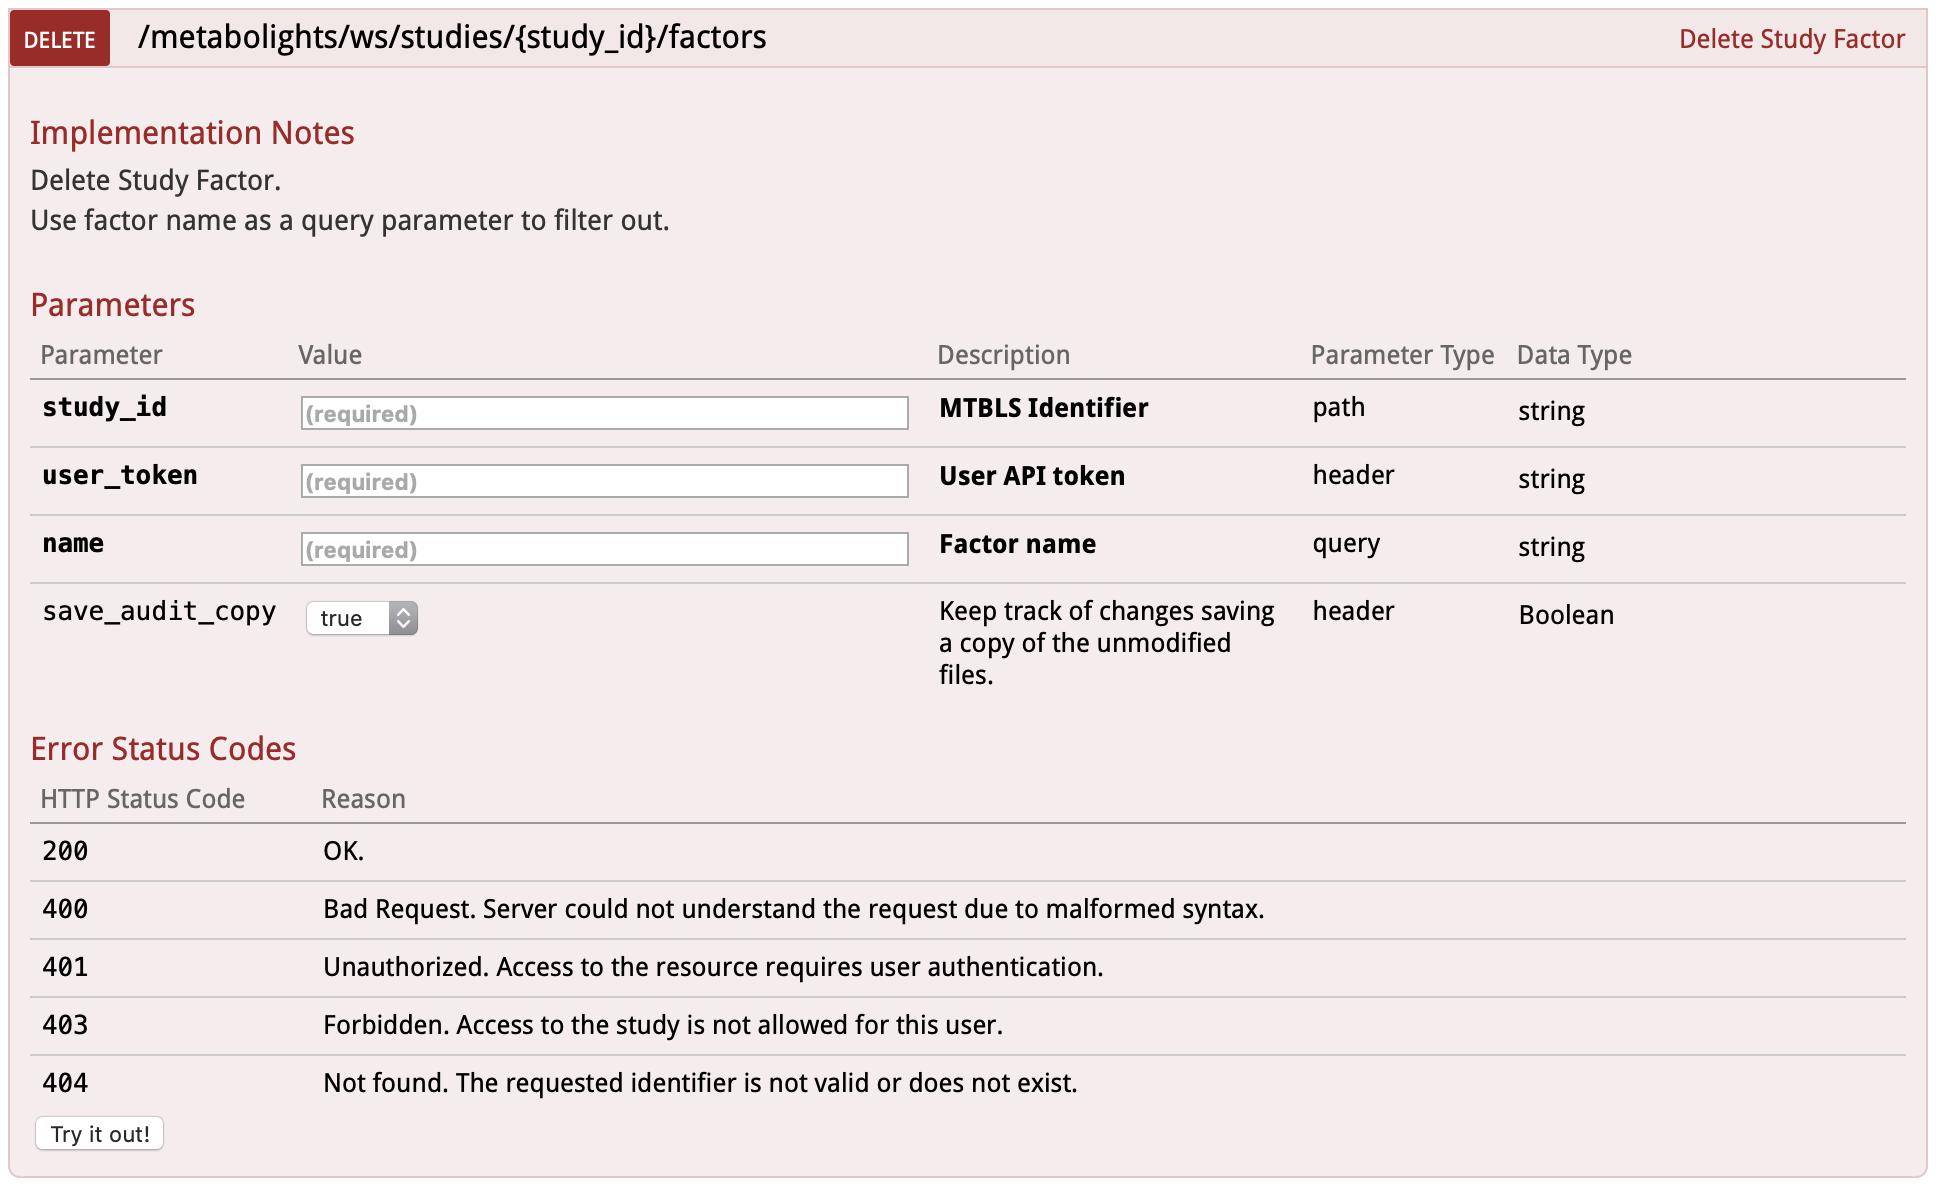 DELETE /metabolights/ws/studies/{study_id}/factors Delete Study Factor
Implementation Notes
Delete Study Factor.
Use factor name as a query parameter to filter out.
Parameters
Parameter Value Description Parameter Type Data Type
study_id (required) MTBLS Identifier path string
user_token (required) User API token header string
name (required) Factor name query string
save_audit_copy true Keep track of changes saving header Boolean
a copy of the unmodified
files.
Error Status Codes
HTTP Status Code Reason
200 OK.
400 Bad Request. Server could not understand the request due to malformed syntax.
401 Unauthorized. Access to the resource requires user authentication.
403 Forbidden. Access to the study is not allowed for this user.
404 Not found. The requested identifier is not valid or does not exist.
Try it out!